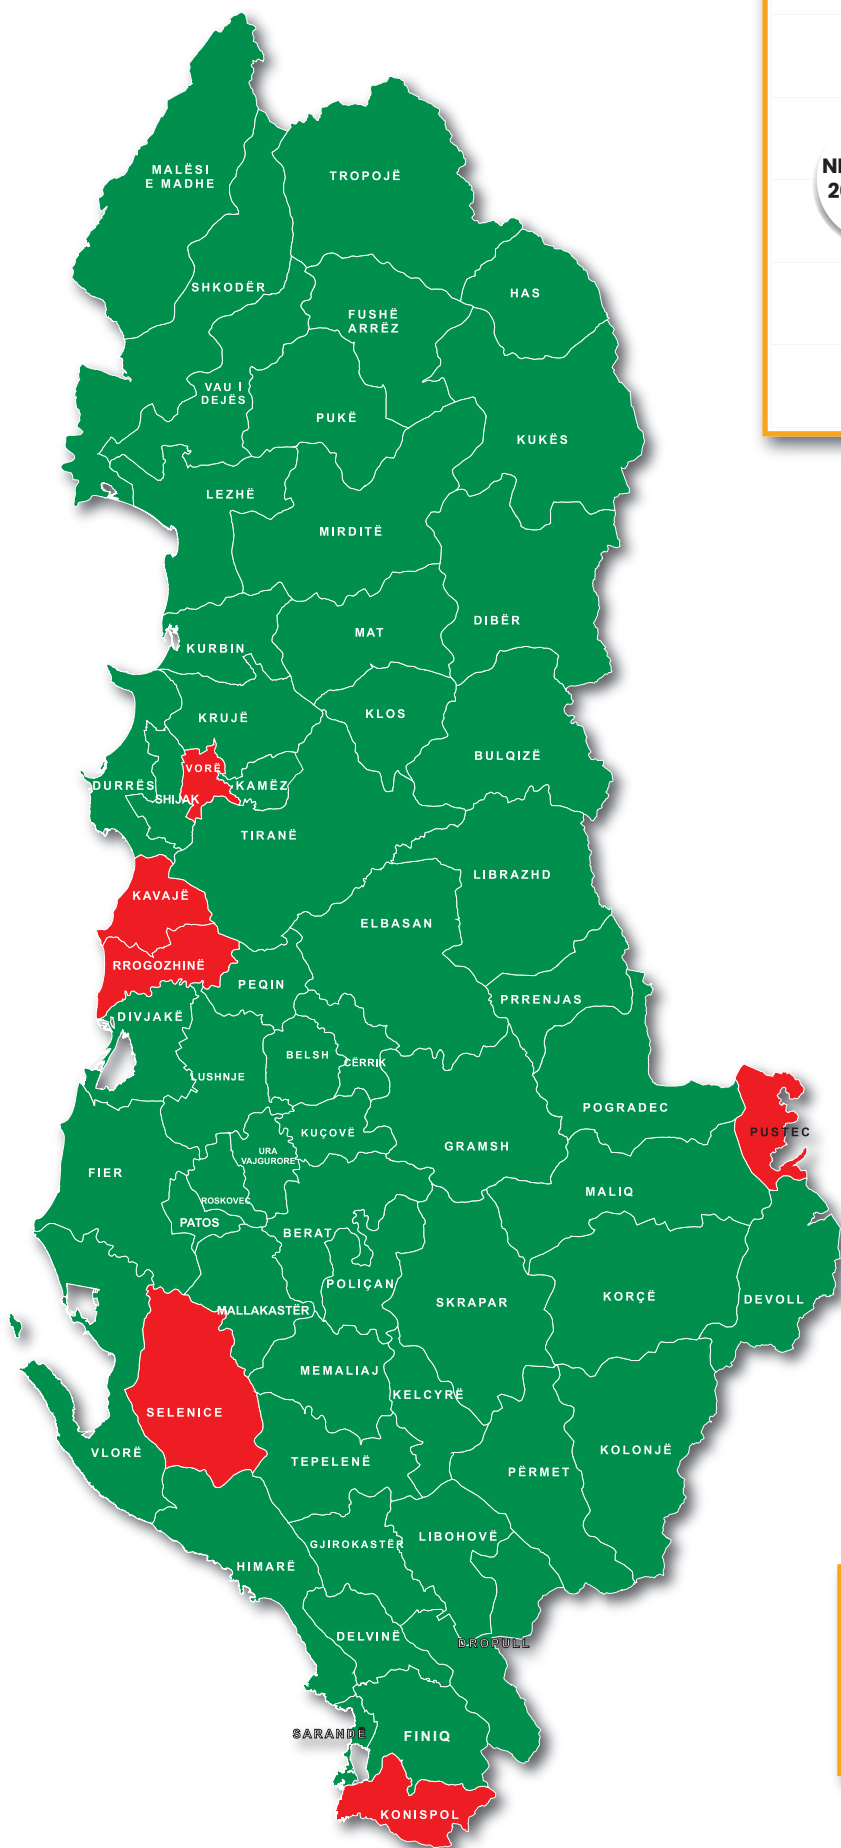 MALËSI
E MADHE
TROPOJË
SHKODËR
HAS
FUSHË
ARRËZ
VAU I
DEJËS
PUKË
KUKËS
LEZHË
MIRDITË
DIBËR
MAT
KURBIN
KLOS
KRUJË
BULQIZË
VORË
DURRËS
KAMËZ
SHIJAK
TIRANË
LIBRAZHD
KAVAJË
ELBASAN
RROGOZHINË
PEQIN
PRRENJAS
DIVJAKË
BELSH
CËRRIK
LUSHNJE
POGRADEC
KUÇOVË
PUSTEC
GRAMSH
URA
VAJGURORE
FIER
MALIQ
ROSKOVEC
PATOS
BERAT
POLIÇAN
KORÇË
DEVOLL
SKRAPAR
MALLAKASTËR
MEMALIAJ
KELCYRË
SELENICE
VLORË
KOLONJË
TEPELENË
PËRMET
LIBOHOVË
GJIROKASTËR
HIMARË
DELVINË
DROPULL
SARANDË
FINIQ
KONISPOL